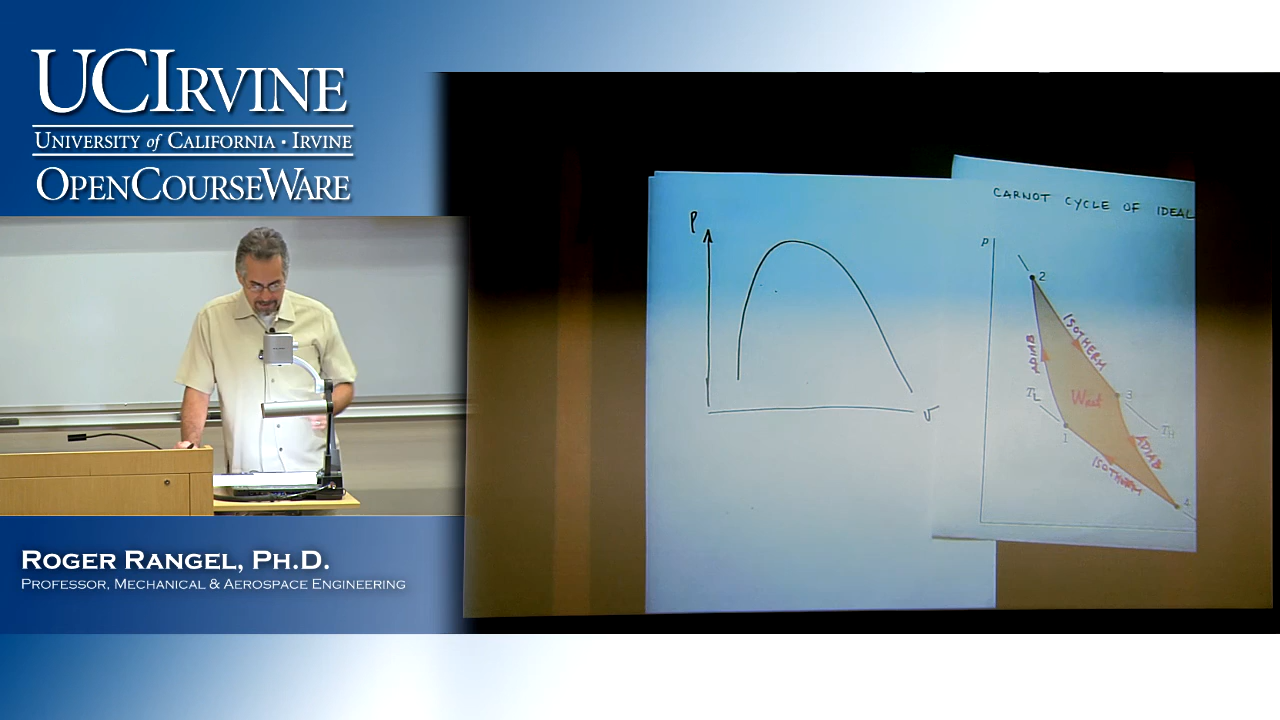 UCIRVINE
UNIVERSITY of CALIFORNIA · IRVINE
OPENCOURSEWARE
ROGER RANGEL, PH.D.
PROFESSOR, MECHANICAL & AEROSPACE ENGINEERING
P
v
CARNOT CYCLE OF IDEAL
P
2
ISOTHERM
ADIAB
TL
Wnet
3
TH
1
ADIAB
ISOTHERM
4